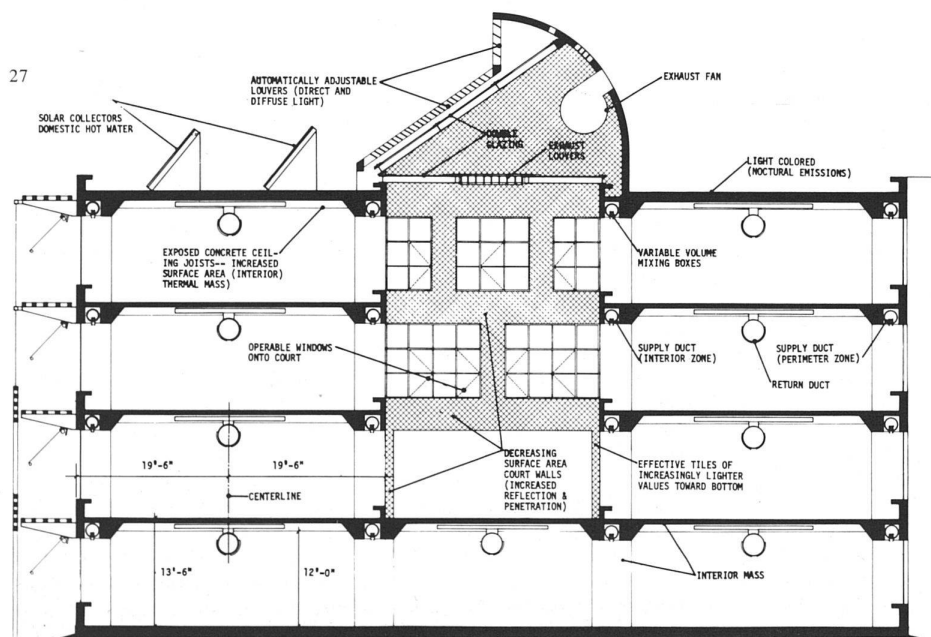 27
AUTOMATICALLY ADJUSTABLE
LOUVERS (DIRECT AND
DIFFUSE LIGHT)
EXHAUST FAN
SOLAR COLLECTORS
DOMESTIC HOT WATER
DOUBLE
GLAZING
EXHAUST
LOUVERS
LIGHT COLORED
(NOCTURAL EMISSIONS)
EXPOSED CONCRETE CEIL-
ING JOISTS-- INCREASED
SURFACE AREA (INTERIOR)
THERMAL MASS)
VARIABLE VOLUME
MIXING BOXES
OPERABLE WINDOWS
ONTO COURT
SUPPLY DUCT
(INTERIOR ZONE)
SUPPLY DUCT
(PERIMETER ZONE)
RETURN DUCT
19'-6"
19'-6"
DECREASING
SURFACE AREA
COURT WALLS
(INCREASED
REFLECTION &
PENETRATION)
EFFECTIVE TILES OF
INCREASINGLY LIGHTER
VALUES TOWARD BOTTOM
CENTERLINE
13'-6"
12'-0"
INTERIOR MASS